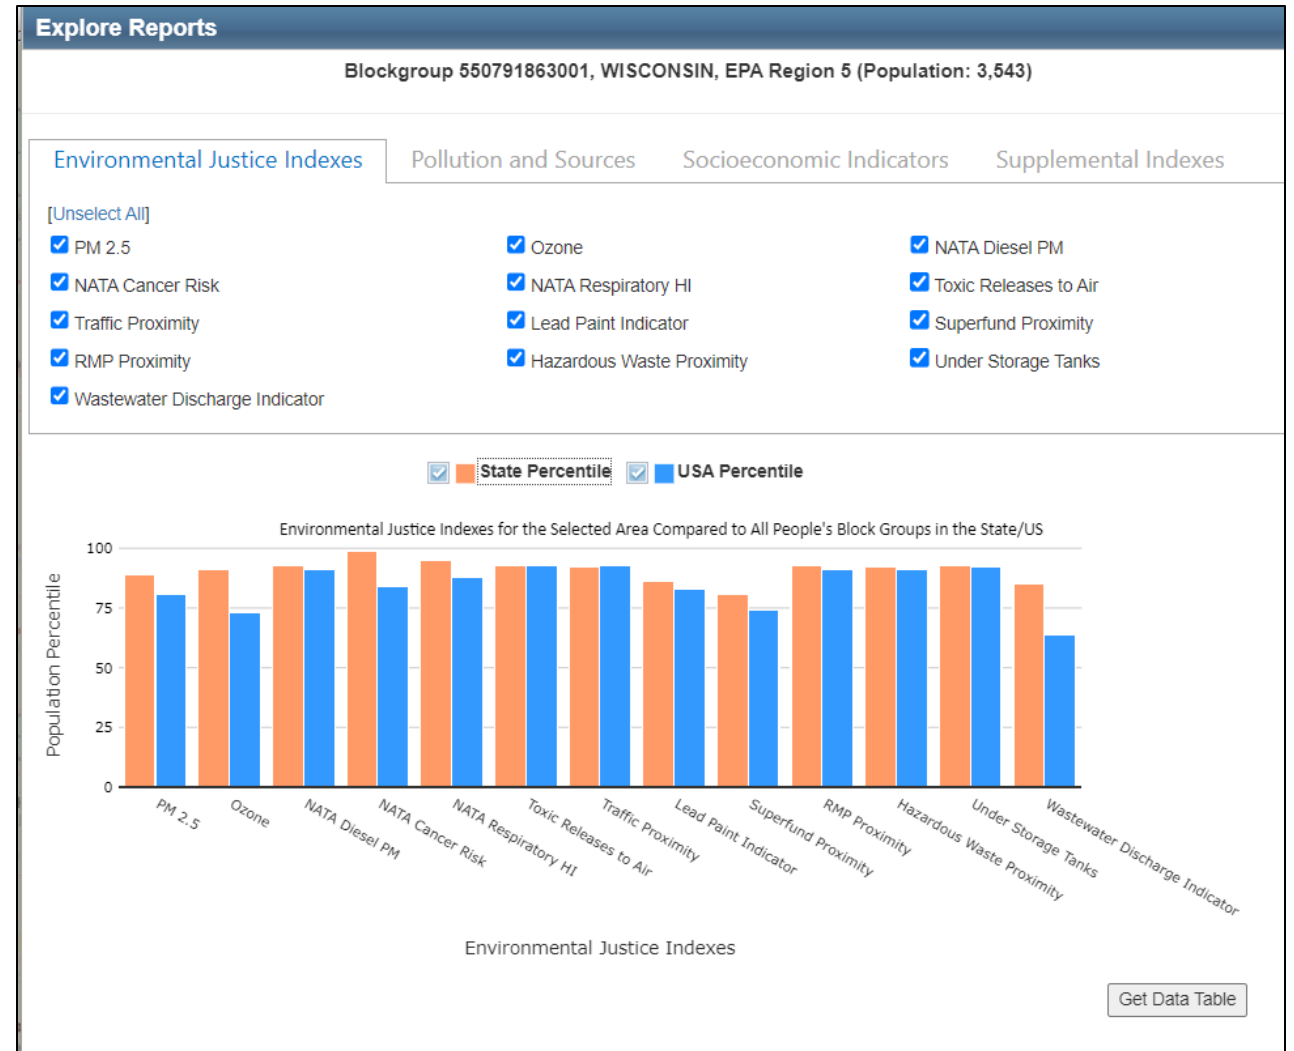 Explore Reports
Blockgroup 550791863001, WISCONSIN, EPA Region 5 (Population: 3,543)
Environmental Justice Indexes
Pollution and Sources
Socioeconomic Indicators
Supplemental Indexes
[Unselect All]
PM 2.5
Ozone
NATA Diesel PM
NATA Cancer Risk
NATA Respiratory HI
Toxic Releases to Air
Traffic Proximity
Lead Paint Indicator
Superfund Proximity
RMP Proximity
Hazardous Waste Proximity
Under Storage Tanks
Wastewater Discharge Indicator
State Percentile
USA Percentile
Environmental Justice Indexes for the Selected Area Compared to All People's Block Groups in the State/US
Population Percentile
100
75
50
25
0
PM 2.5
Ozone
NATA Diesel PM
NATA Cancer Risk
NATA Respiratory HI
Toxic Releases to Air
Traffic Proximity
Lead Paint Indicator
Superfund Proximity
RMP Proximity
Hazardous Waste Proximity
Under Storage Tanks
Wastewater Discharge Indicator
Environmental Justice Indexes
Get Data Table